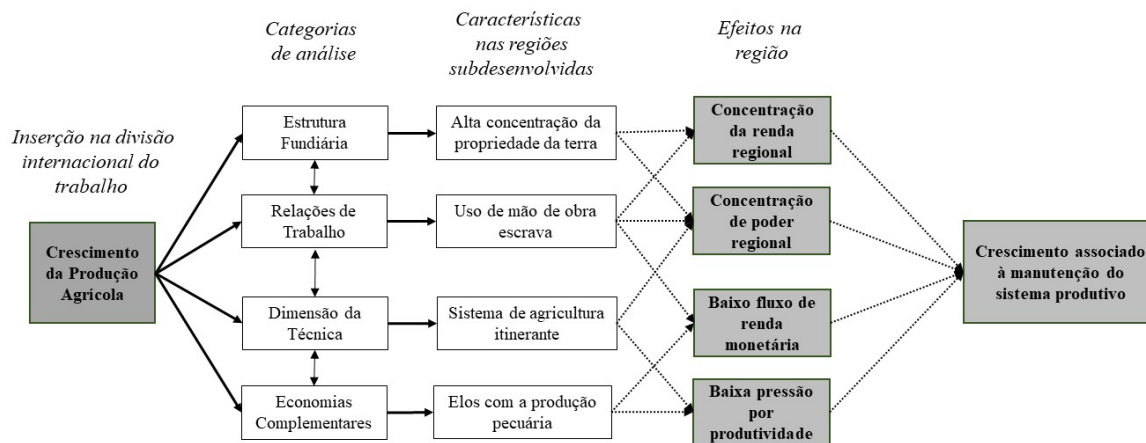 Categorias
de análise
Características
nas regiões
subdesenvolvidas
Efeitos na
região
Inserção na divisão
internacional do
trabalho
Crescimento
da Produção
Agrícola
Estrutura
Fundiária
Alta concentração da
propriedade da terra
Concentração
da renda
regional
Relações de
Trabalho
Uso de mão de obra
escrava
Concentração
de poder
regional
Dimensão da
Técnica
Sistema de agricultura
itinerante
Baixo fluxo de
renda
monetária
Economias
Complementares
Elos com a produção
pecuária
Baixa pressão
por
produtividade
Crescimento associado
à manutenção do
sistema produtivo